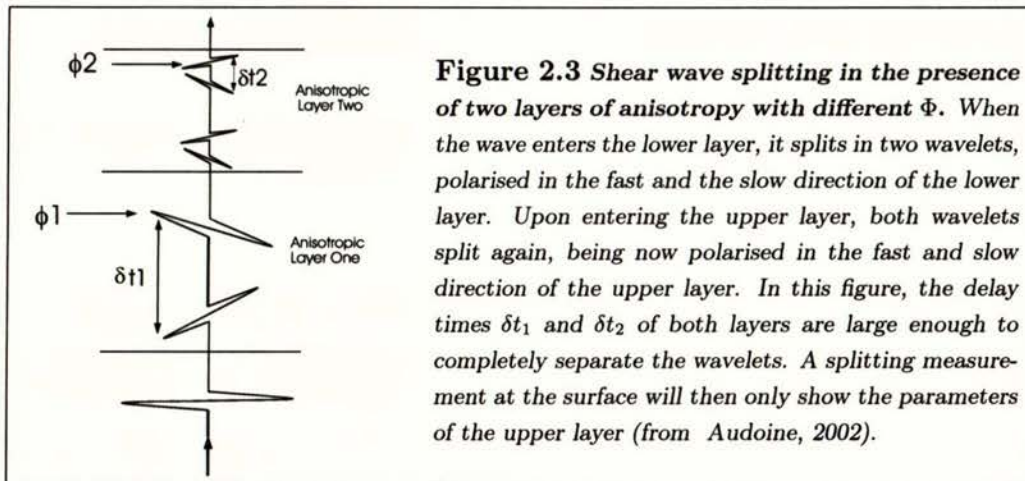 ϕ2
δt2
Anisotropic
Layer Two
ϕ1
δt1
Anisotropic
Layer One
Figure 2.3 Shear wave splitting in the presence
of two layers of anisotropy with different Φ. When
the wave enters the lower layer, it splits in two wavelets,
polarised in the fast and the slow direction of the lower
layer. Upon entering the upper layer, both wavelets
split again, being now polarised in the fast and slow
direction of the upper layer. In this figure, the delay
times δt₁ and δt₂ of both layers are large enough to
completely separate the wavelets. A splitting measure-
ment at the surface will then only show the parameters
of the upper layer (from Audoine, 2002).